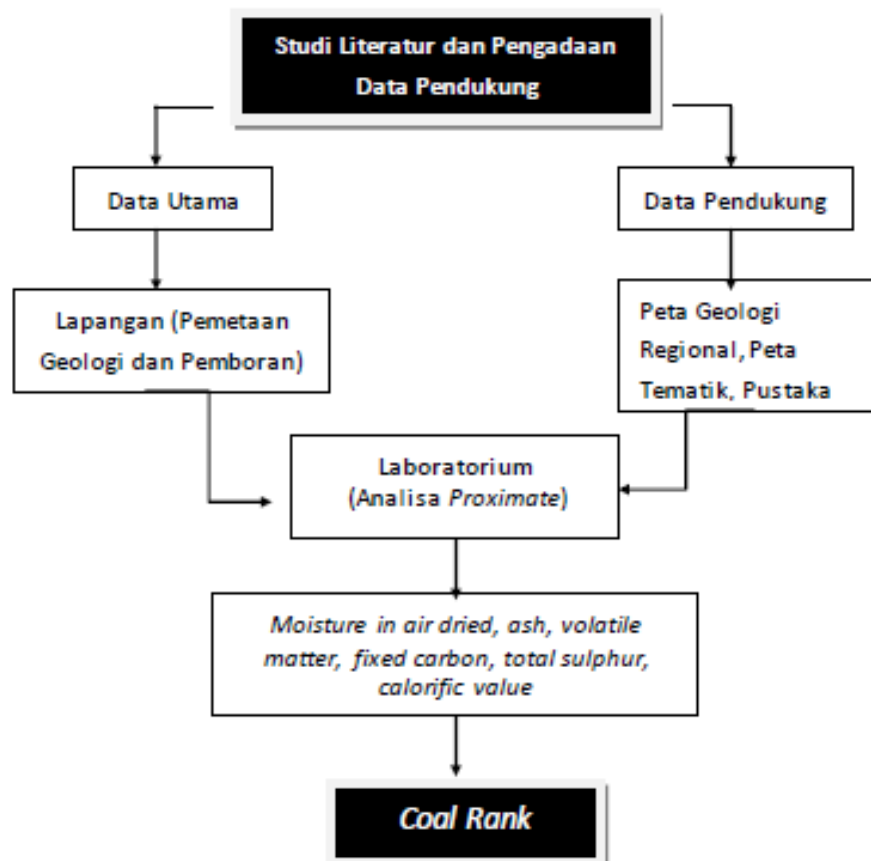 Studi Literatur dan Pengadaan
Data Pendukung
Data Utama
Data Pendukung
Lapangan (Pemetaan
Geologi dan Pemboran)
Peta Geologi
Regional, Peta
Tematik, Pustaka
Laboratorium
(Analisa Proximate)
Moisture in air dried, ash, volatile
matter, fixed carbon, total sulphur,
calorific value
Coal Rank